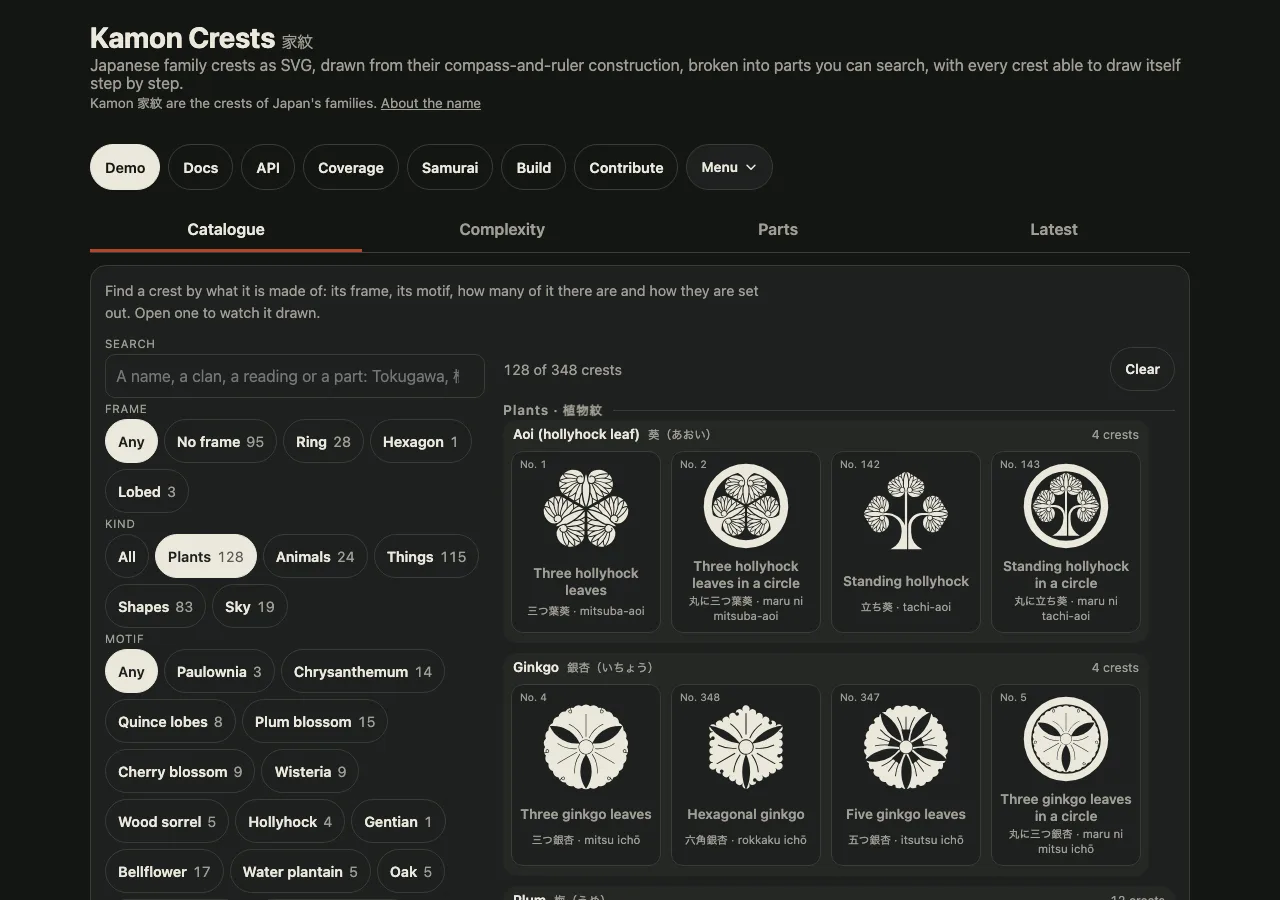 Kamon Crests 家紋
Japanese family crests as SVG, drawn from their compass-and-ruler construction, broken into parts you can search, with every crest able to draw itself
step by step.
Kamon 家紋 are the crests of Japan's families. About the name
Demo Docs API Coverage Samurai Build Contribute Menu
Catalogue Complexity Parts Latest
Find a crest by what it is made of: its frame, its motif, how many of it there are and how they are set
out. Open one to watch it drawn.
SEARCH
A name, a clan, a reading or a part: Tokugawa,
128 of 348 crests
Clear
FRAME
Any No frame 95 Ring 28 Hexagon 1
Lobed 3
KIND
All Plants 128 Animals 24 Things 115
Shapes 83 Sky 19
MOTIF
Any Paulownia 3 Chrysanthemum 14
Quince lobes 8 Plum blossom 15
Cherry blossom 9 Wisteria 9
Wood sorrel 5 Hollyhock 4 Gentian 1
Bellflower 17 Water plantain 5 Oak 5
Plants · 植物紋
Aoi (hollyhock leaf) 葵（あおい） 4 crests
No. 1
Three hollyhock
leaves
三つ葉葵 · mitsuba-aoi
No. 2
Three hollyhock
leaves in a circle
丸に三つ葉葵 · maru ni
mitsuba-aoi
No. 142
Standing hollyhock
立ち葵 · tachi-aoi
No. 143
Standing hollyhock
in a circle
丸に立ち葵 · maru ni
tachi-aoi
Ginkgo 銀杏（いちょう） 4 crests
No. 4
Three ginkgo leaves
三つ銀杏 · mitsu ichō
No. 348
Hexagonal ginkgo
六角銀杏 · rokkaku ichō
No. 347
Five ginkgo leaves
五つ銀杏 · itsutsu ichō
No. 5
Three ginkgo leaves
in a circle
丸に三つ銀杏 · maru ni
mitsu ichō
Plum 梅（うめ） 12 crests